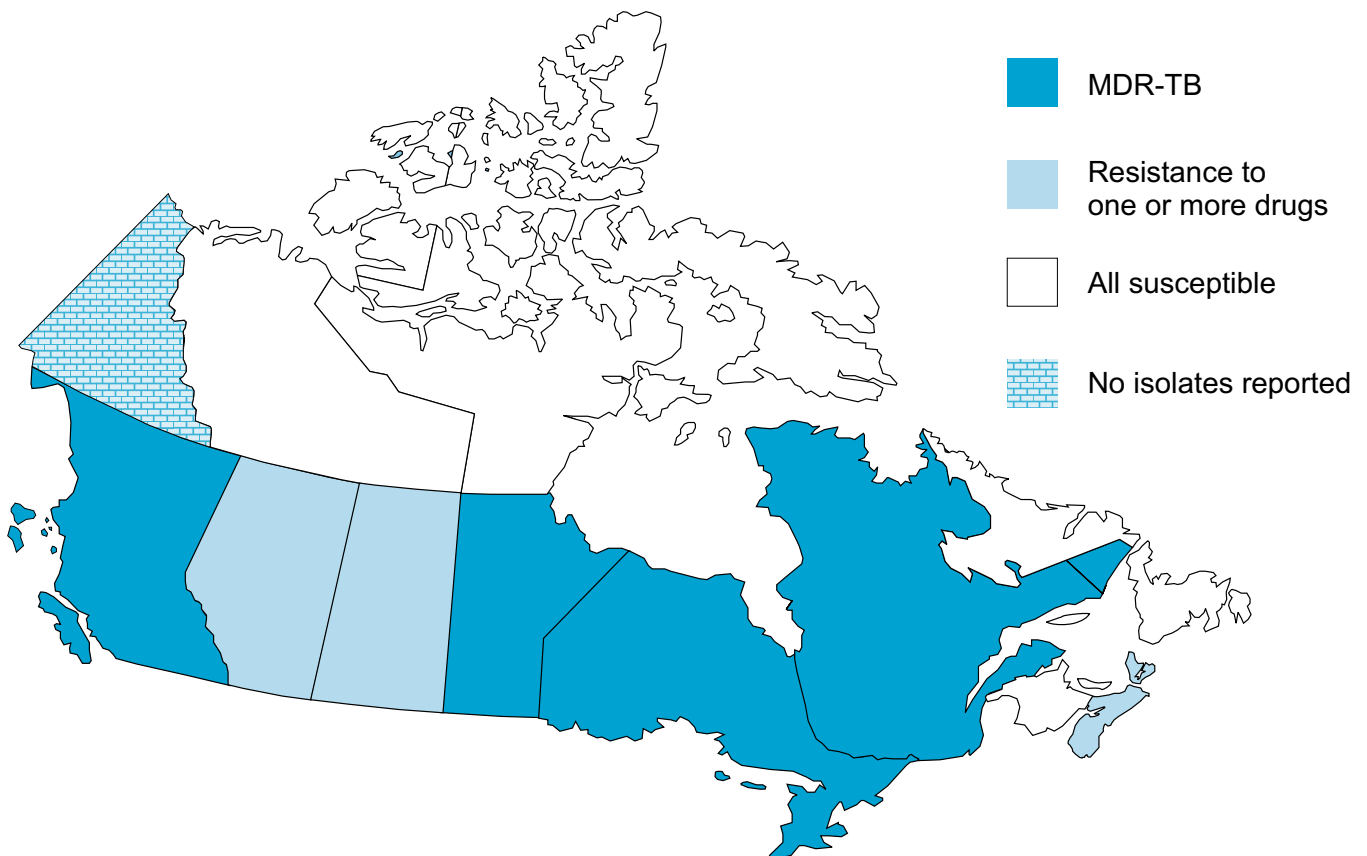 MDR-TB
Resistance to
one or more drugs
All susceptible
No isolates reported